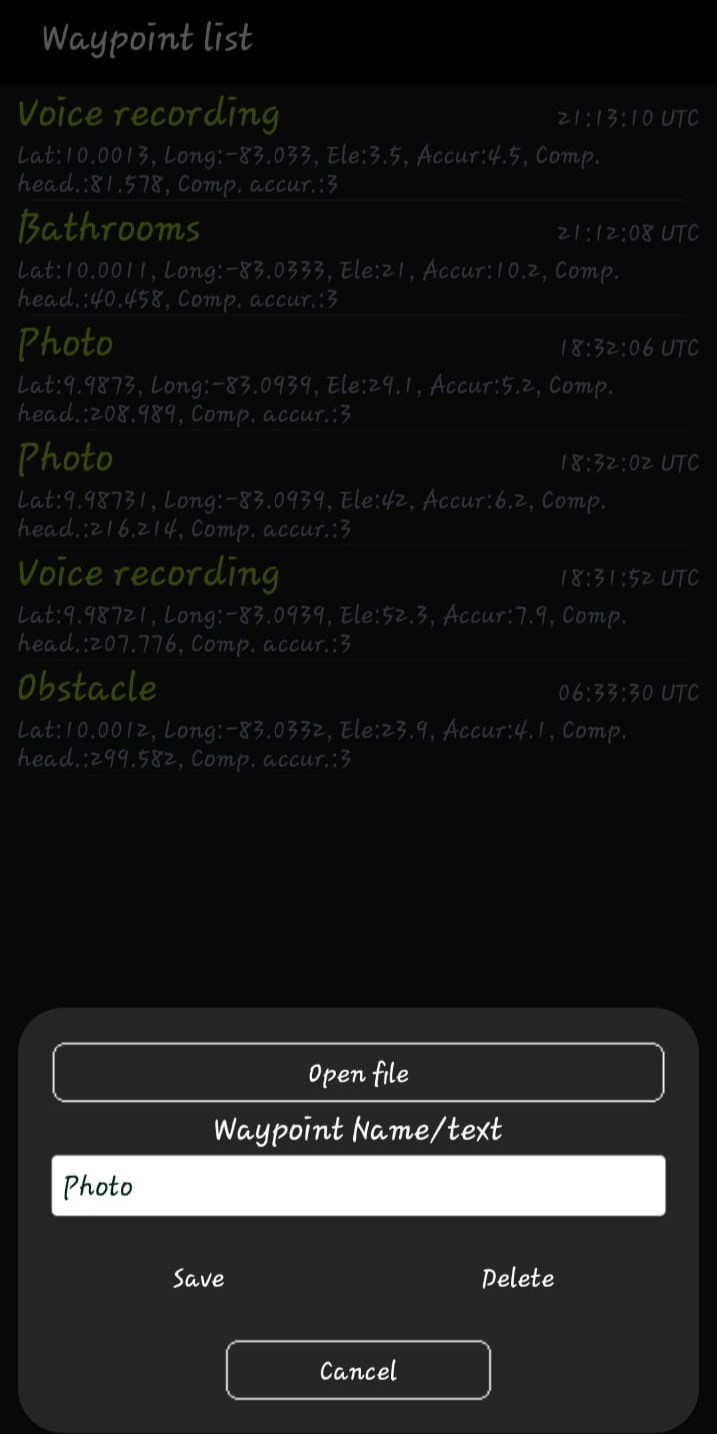 Waypoint list
Voice recording 21:13:10 UTC
Lat:10.0013, Long:-83.033, Ele:3.5, Accur:4.5, Comp.
head.:81.578, Comp. accur.:3
Bathrooms 21:12:08 UTC
Lat:10.0011, Long:-83.0333, Ele:21, Accur:10.2, Comp.
head.:40.458, Comp. accur.:3
Photo 18:32:06 UTC
Lat:9.9873, Long:-83.0939, Ele:29.1, Accur:5.2, Comp.
head.:208.989, Comp. accur.:3
Photo 18:32:02 UTC
Lat:9.98731, Long:-83.0939, Ele:42, Accur:6.2, Comp.
head.:216.214, Comp. accur.:3
Voice recording 18:31:52 UTC
Lat:9.98721, Long:-83.0939, Ele:52.3, Accur:7.9, Comp.
head.:207.776, Comp. accur.:3
Obstacle 06:33:30 UTC
Lat:10.0012, Long:-83.0332, Ele:23.9, Accur:4.1, Comp.
head.:299.582, Comp. accur.:3
Open file
Waypoint Name/text
Photo
Save Delete
Cancel